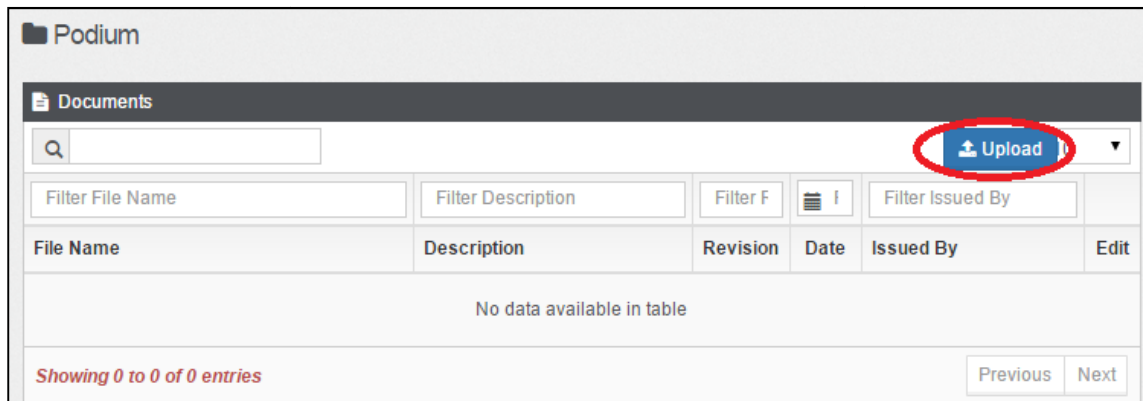 Podium
Documents
Upload
Filter File Name Filter Description Filter F Filter Issued By
File Name Description Revision Date Issued By Edit
No data available in table
Showing 0 to 0 of 0 entries Previous Next